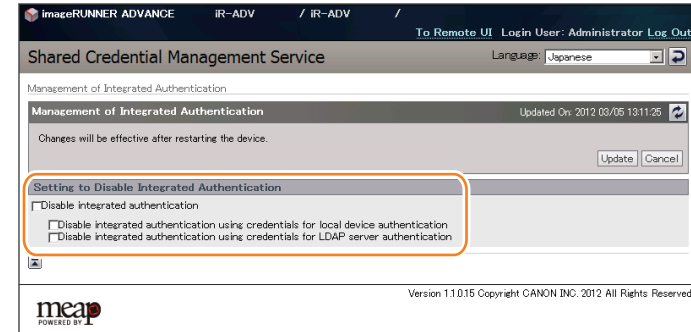 imageRUNNER ADVANCE iR-ADV / iR-ADV /
To Remote UI Login User: Administrator Log Out
Shared Credential Management Service Language: Japanese
Management of Integrated Authentication
Management of Integrated Authentication Updated On: 2012 03/05 13:11:25
Changes will be effective after restarting the device.
Update Cancel
Setting to Disable Integrated Authentication
Disable integrated authentication
Disable integrated authentication using credentials for local device authentication
Disable integrated authentication using credentials for LDAP server authentication
Version 1.1.0.15 Copyright CANON INC. 2012 All Rights Reserved
meap
POWERED BY